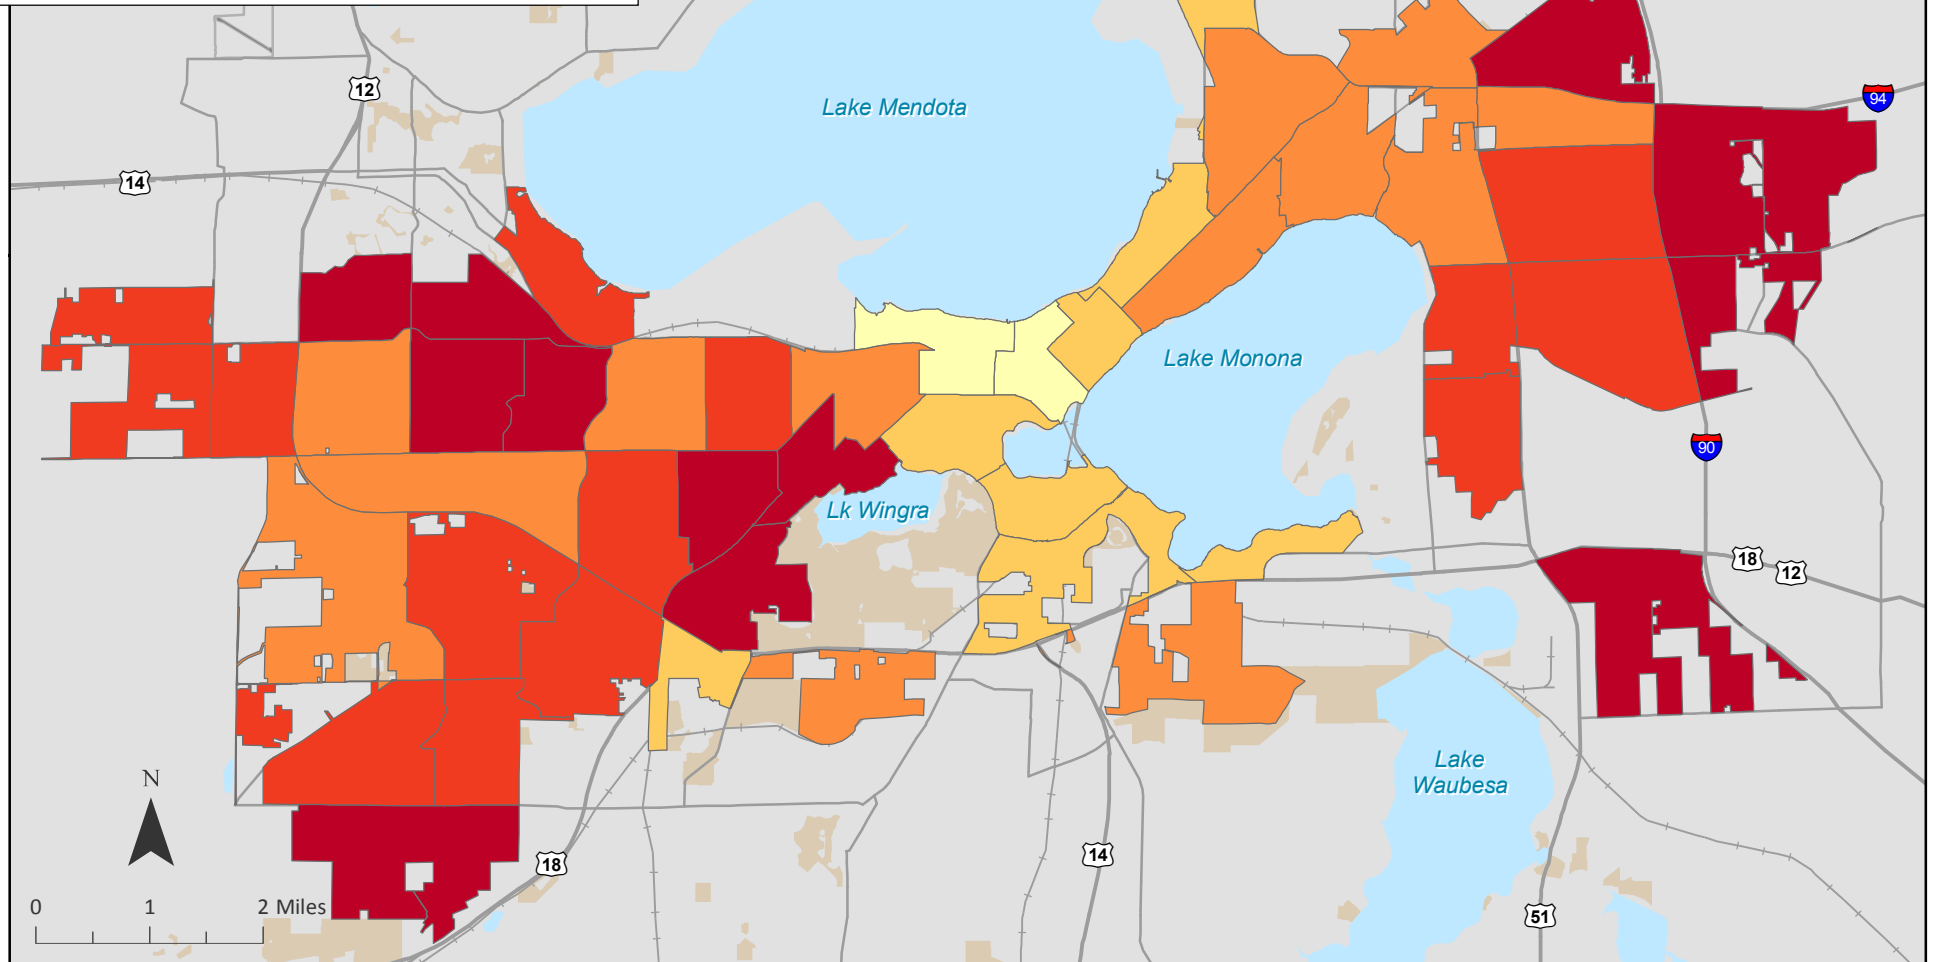 12
Lake Mendota
94
14
Lake Monona
90
Lk Wingra
18
12
Lake
Waubesa
N
18
14
0 1 2 Miles
51